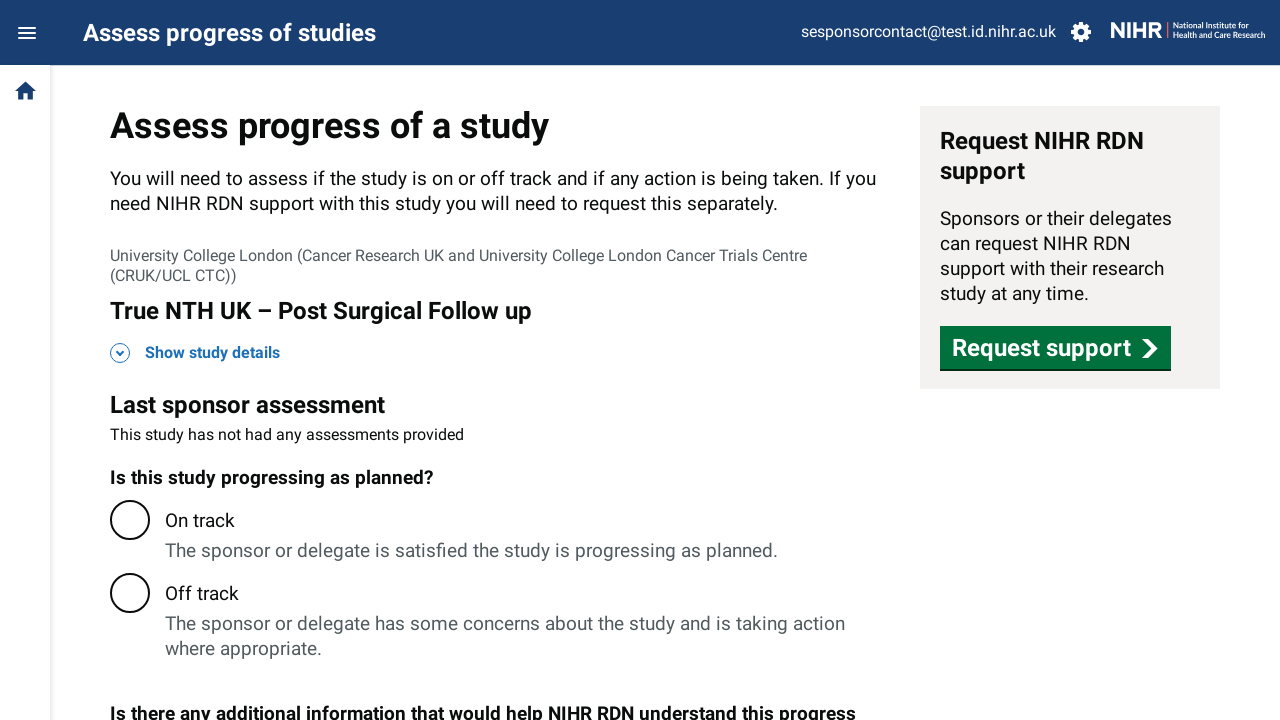 Assess progress of studies
sesponsorcontact@test.id.nihr.ac.uk
NIHR
National Institute for
Health and Care Research
Assess progress of a study
You will need to assess if the study is on or off track and if any action is being taken. If you
need NIHR RDN support with this study you will need to request this separately.
University College London (Cancer Research UK and University College London Cancer Trials Centre
(CRUK/UCL CTC))
True NTH UK – Post Surgical Follow up
Show study details
Last sponsor assessment
This study has not had any assessments provided
Is this study progressing as planned?
On track
The sponsor or delegate is satisfied the study is progressing as planned.
Off track
The sponsor or delegate has some concerns about the study and is taking action
where appropriate.
Is there any additional information that would help NIHR RDN understand this progress
Request NIHR RDN
support
Sponsors or their delegates
can request NIHR RDN
support with their research
study at any time.
Request support